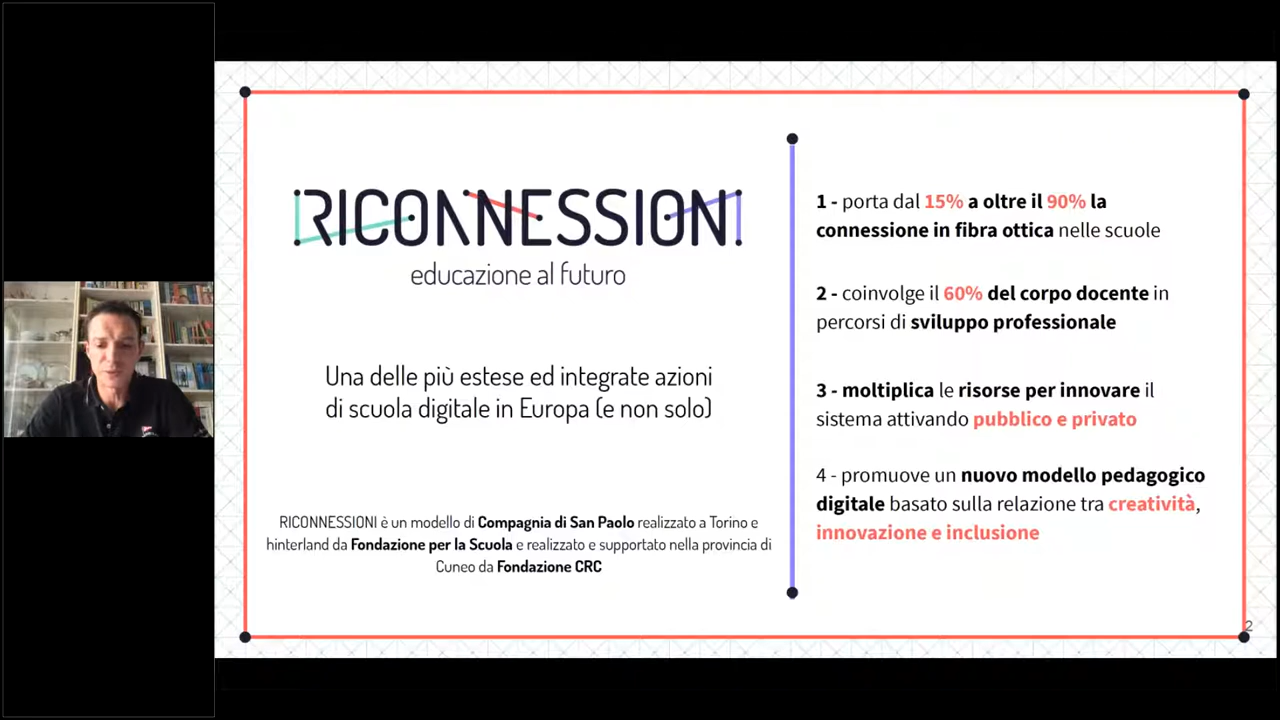 RICONNESSIONI
educazione al futuro
Una delle più estese ed integrate azioni
di scuola digitale in Europa (e non solo)
RICONNESSIONI è un modello di Compagnia di San Paolo realizzato a Torino e
hinterland da Fondazione per la Scuola e realizzato e supportato nella provincia di
Cuneo da Fondazione CRC
1 - porta dal 15% a oltre il 90% la
connessione in fibra ottica nelle scuole
2 - coinvolge il 60% del corpo docente in
percorsi di sviluppo professionale
3 - moltiplica le risorse per innovare il
sistema attivando pubblico e privato
4 - promuove un nuovo modello pedagogico
digitale basato sulla relazione tra creatività,
innovazione e inclusione
2